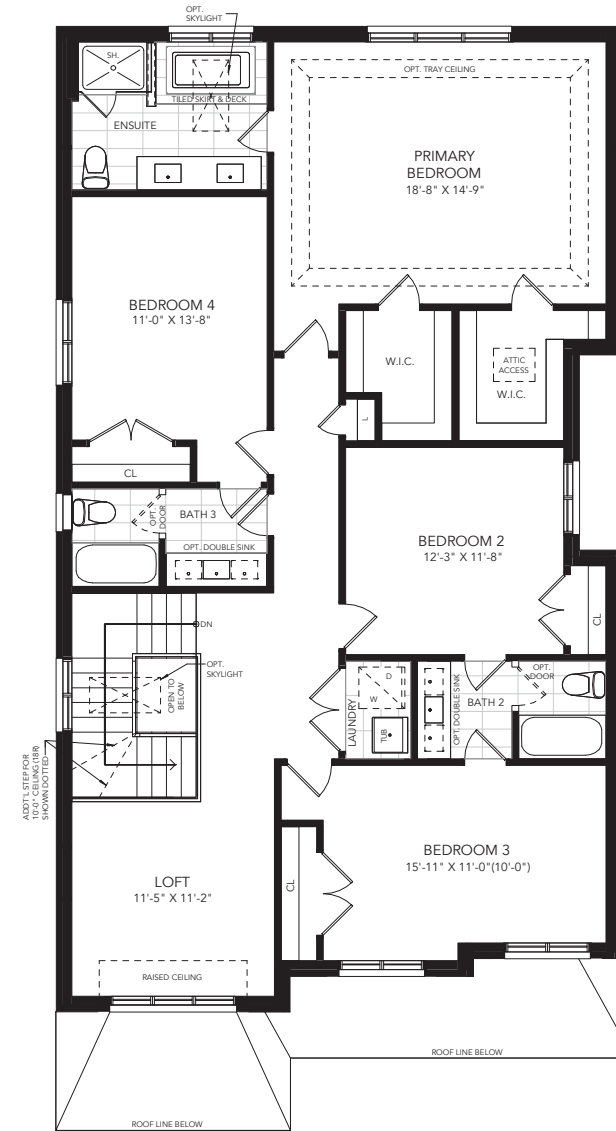 OPT.
SKYLIGHT
SH.
OPT. TRAY CEILING
TILED SKIRT & DECK
ENSUITE
PRIMARY
BEDROOM
18'-8" X 14'-9"
BEDROOM 4
11'-0" X 13'-8"
W.I.C.
ATTIC
ACCESS
W.I.C.
L
CL
OPT.
DOOR
BATH 3
OPT. DOUBLE SINK
BEDROOM 2
12'-3" X 11'-8"
CL
DN
OPT.
SKYLIGHT
OPEN TO
BELOW
D
W
LAUNDRY
TUB
OPT. DOUBLE SINK
BATH 2
OPT.
DOOR
ADDT'L STEP FOR
10'-0" CEILING (18R)
SHOWN DOTTED
LOFT
11'-5" X 11'-2"
CL
BEDROOM 3
15'-11" X 11'-0"(10'-0")
RAISED CEILING
ROOF LINE BELOW
ROOF LINE BELOW